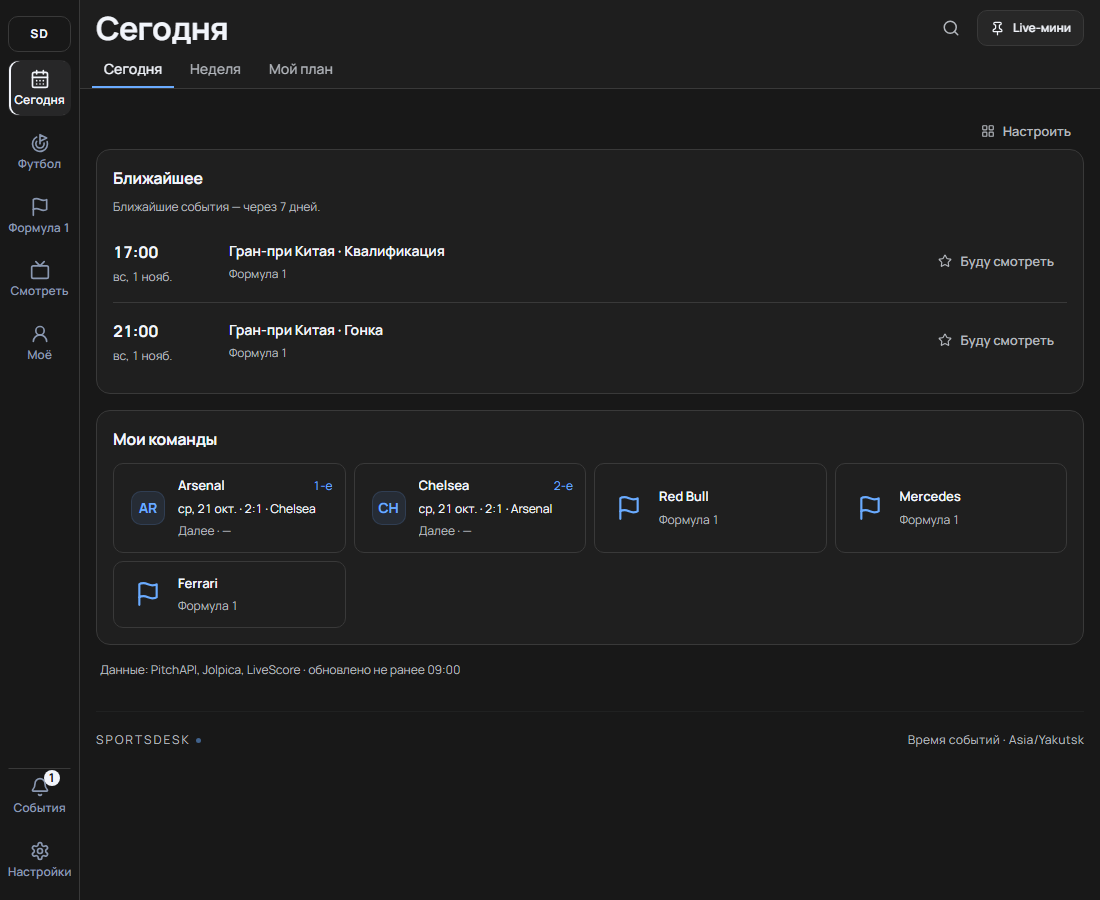 SD
Сегодня
Футбол
Формула 1
Смотреть
Моё
1
События
Настройки
Сегодня
Live-мини
Сегодня Неделя Мой план
Настроить
Ближайшее
Ближайшие события — через 7 дней.
17:00
вс, 1 нояб.
Гран-при Китая · Квалификация
Формула 1
Буду смотреть
21:00
вс, 1 нояб.
Гран-при Китая · Гонка
Формула 1
Буду смотреть
Мои команды
AR
Arsenal 1-е
ср, 21 окт. · 2:1 · Chelsea
Далее · —
CH
Chelsea 2-е
ср, 21 окт. · 2:1 · Arsenal
Далее · —
Red Bull
Формула 1
Mercedes
Формула 1
Ferrari
Формула 1
Данные: PitchAPI, Jolpica, LiveScore · обновлено не ранее 09:00
SPORTSDESK
Время событий · Asia/Yakutsk